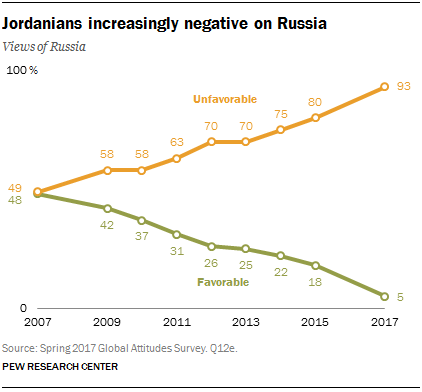 Jordanians increasingly negative on Russia
Views of Russia
100 %
Unfavorable
49 58 58 63 70 70 75 80 93
48 42 37 31 26 25 22 18 5
Favorable
0
2007 2009 2011 2013 2015 2017
Source: Spring 2017 Global Attitudes Survey. Q12e.
PEW RESEARCH CENTER